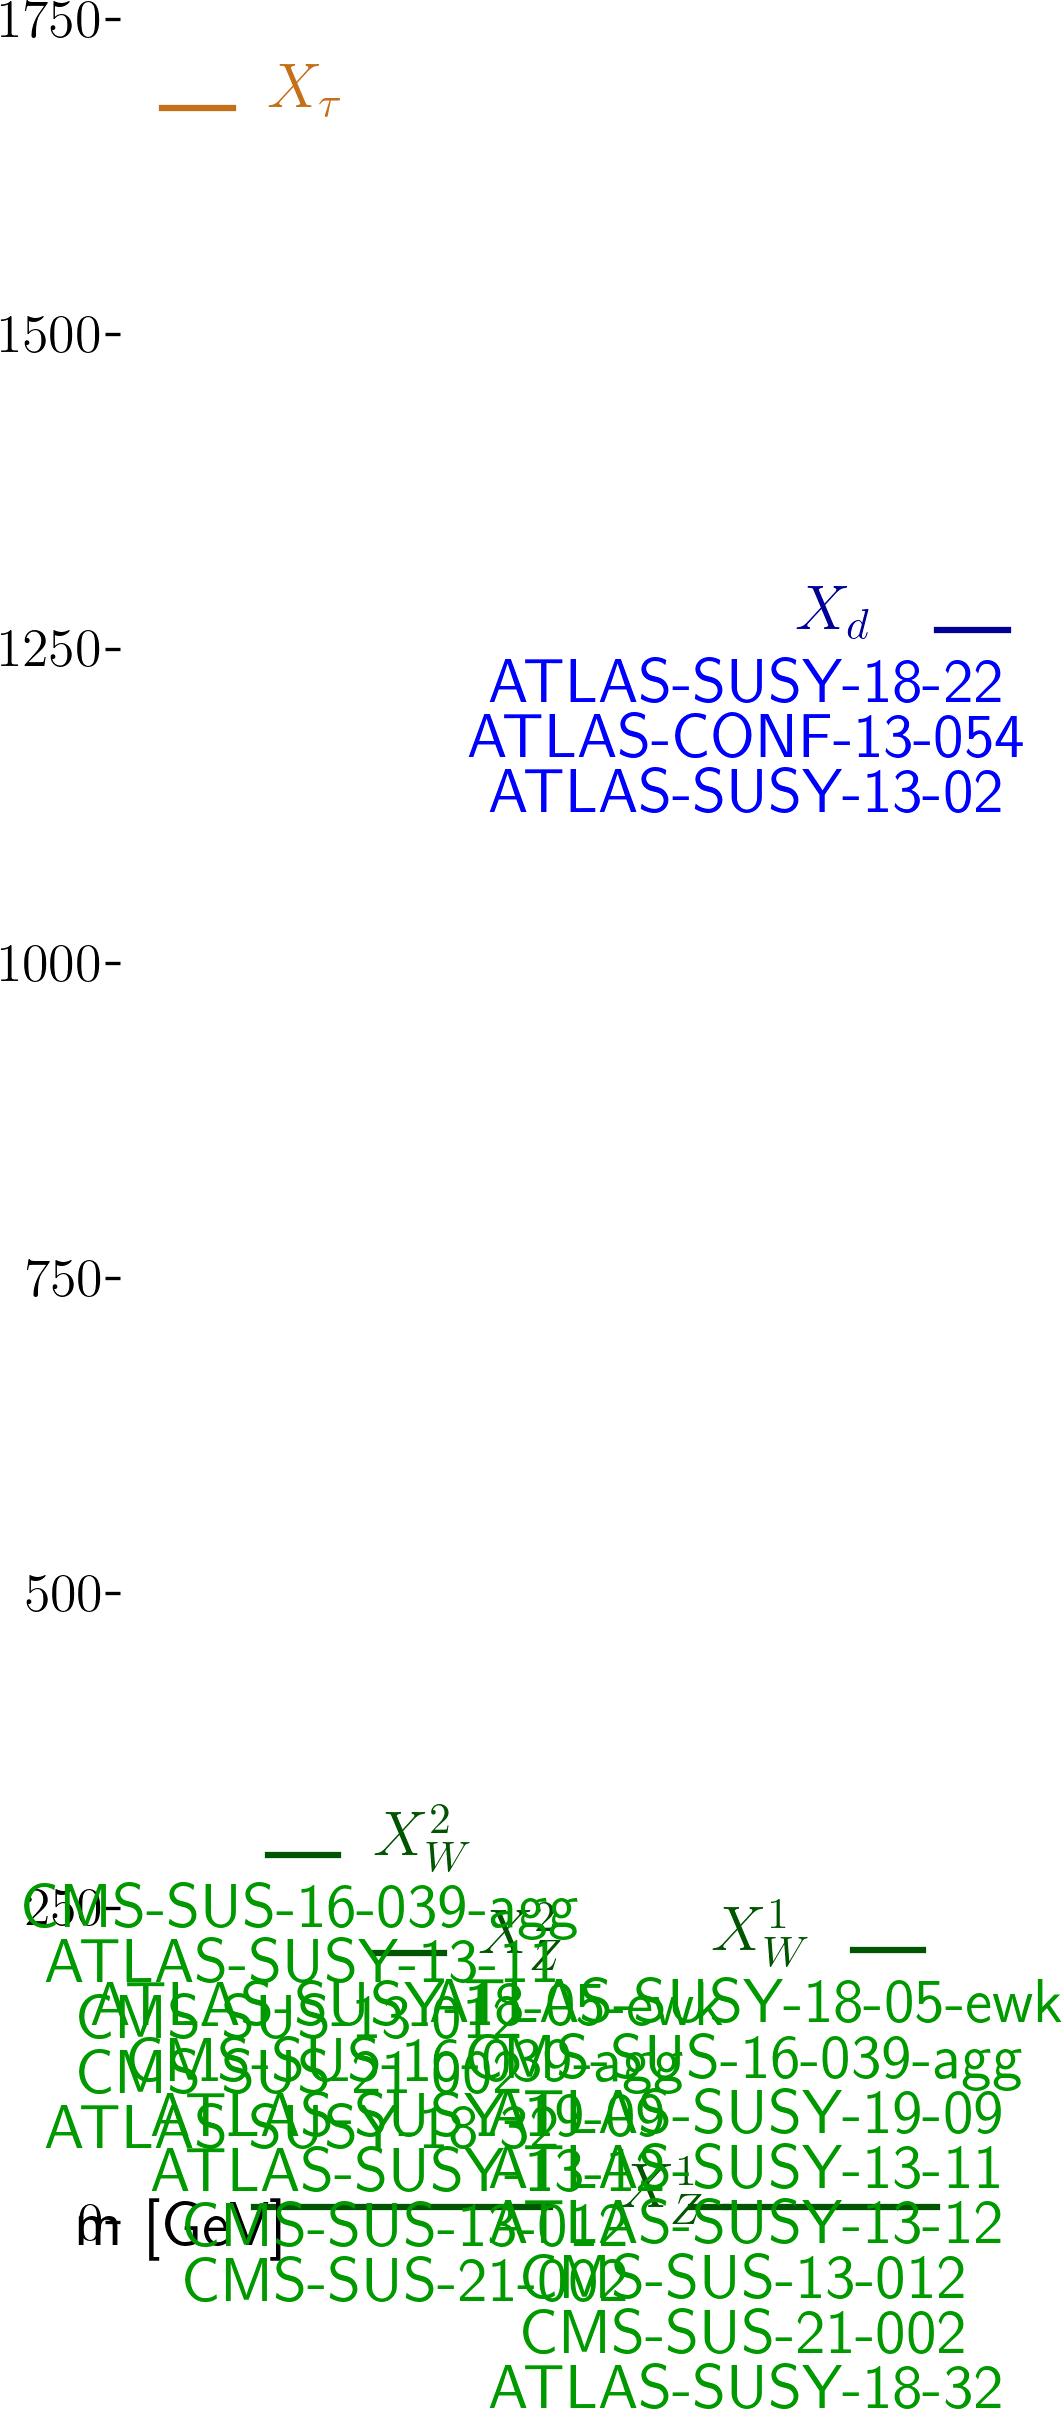 1750
X_τ
1500
X_d
1250
ATLAS-SUSY-18-22
ATLAS-CONF-13-054
ATLAS-SUSY-13-02
1000
750
500
X_W^2
250
CMS-SUS-16-039-agg
X_Z^2
X_W^1
ATLAS-SUSY-13-11
ATLAS-SUSY-18-05-ewk
ATLAS-SUSY-18-05-ewk
CMS-SUS-13-012
CMS-SUS-16-039-agg
CMS-SUS-16-039-agg
CMS-SUS-21-002
ATLAS-SUSY-19-09
ATLAS-SUSY-19-09
ATLAS-SUSY-18-32
ATLAS-SUSY-13-12
ATLAS-SUSY-13-11
X_Z^1
0
m [GeV]
CMS-SUS-13-012
ATLAS-SUSY-13-12
CMS-SUS-21-002
CMS-SUS-13-012
CMS-SUS-21-002
ATLAS-SUSY-18-32